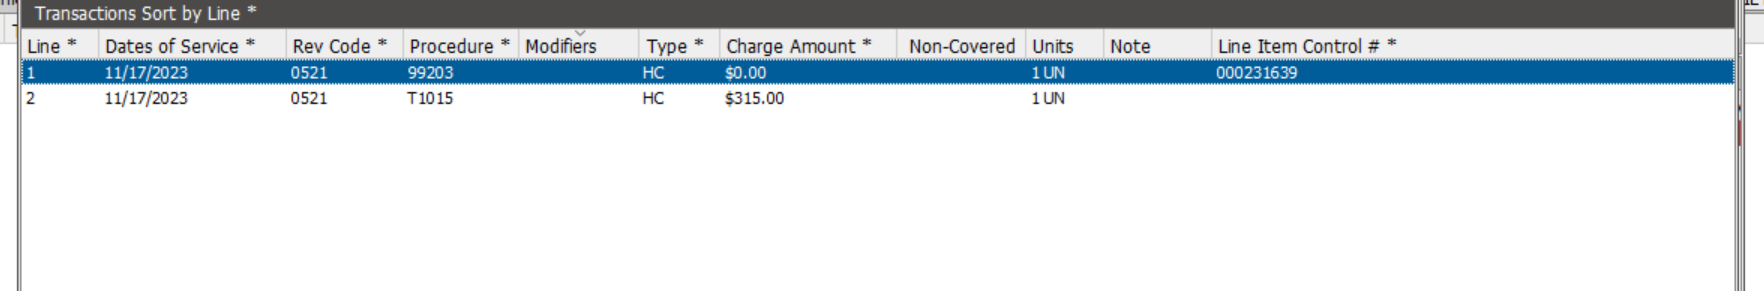 Transactions Sort by Line *
Line * Dates of Service * Rev Code * Procedure * Modifiers Type * Charge Amount * Non-Covered Units Note Line Item Control # *
1 11/17/2023 0521 99203 HC $0.00 1 UN 000231639
2 11/17/2023 0521 T1015 HC $315.00 1 UN